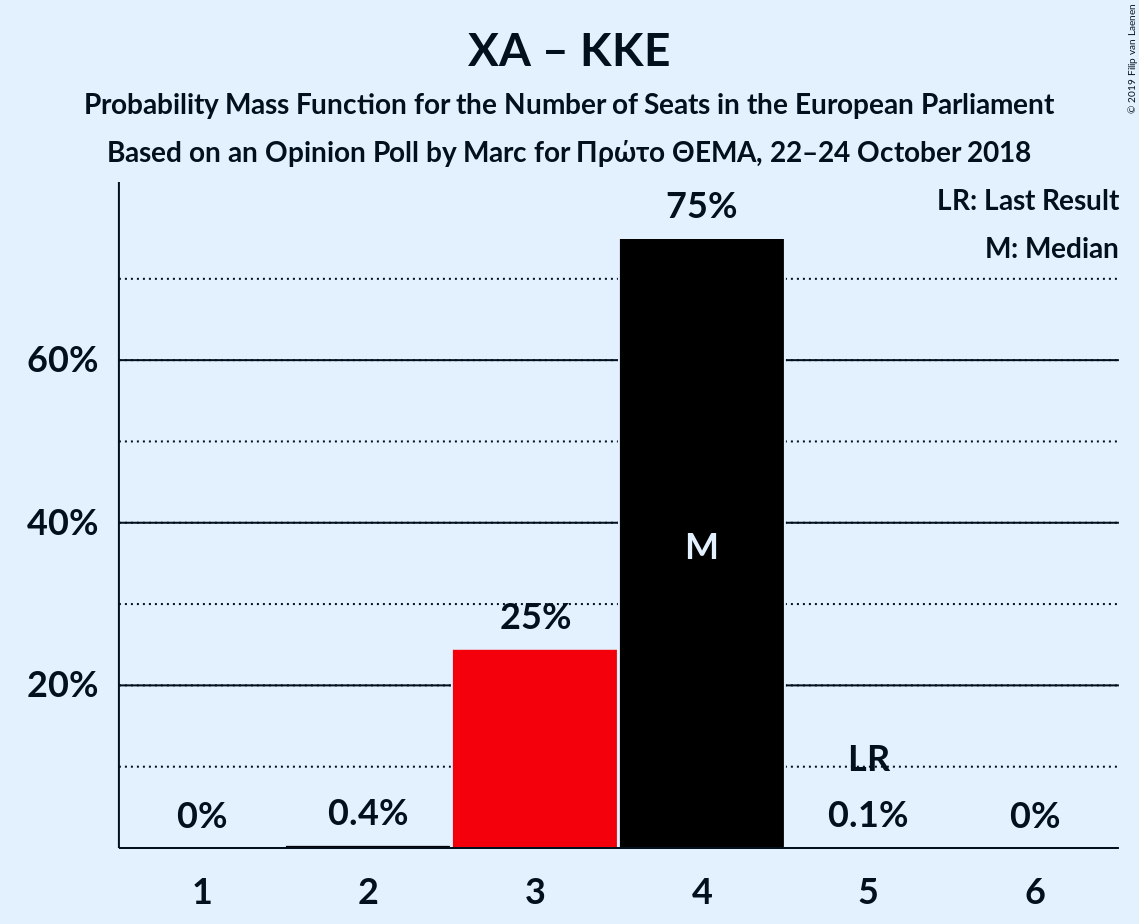 ΧΑ – ΚΚΕ
Probability Mass Function for the Number of Seats in the European Parliament
Based on an Opinion Poll by Marc for Πρώτο ΘΕΜΑ, 22–24 October 2018
© 2019 Filip van Laenen
LR: Last Result
M: Median
75%
60%
40%
M
25%
20%
LR
0%
0.4%
0.1%
0%
1
2
3
4
5
6